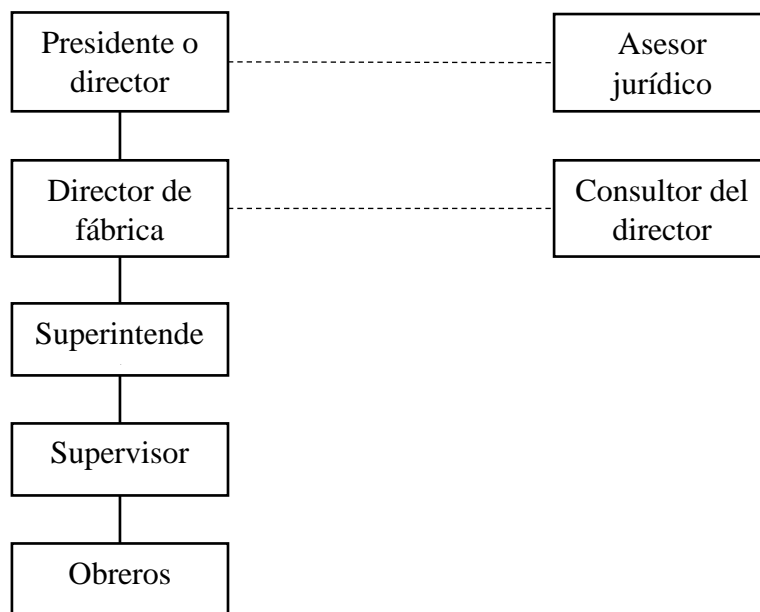 Presidente o
director
Asesor
jurídico
Director de
fábrica
Consultor del
director
Superintende
Supervisor
Obreros